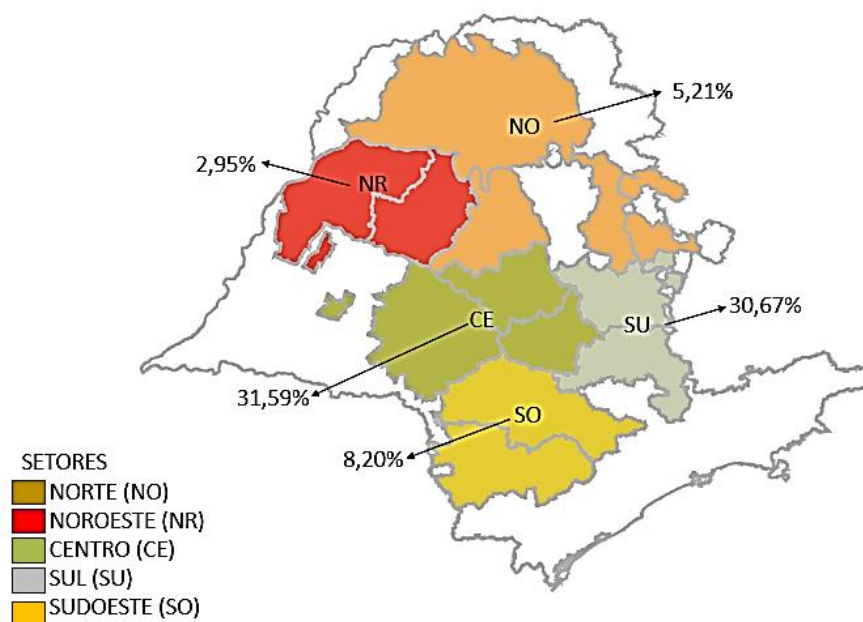 5,21%
NO
2,95%
NR
30,67%
CE
SU
31,59%
SO
8,20%
SETORES
NORTE (NO)
NOROESTE (NR)
CENTRO (CE)
SUL (SU)
SUDOESTE (SO)